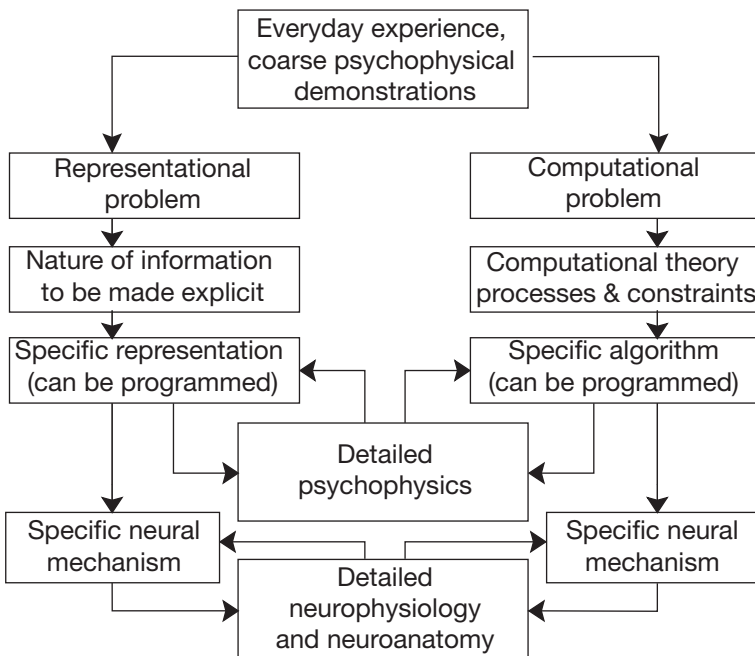 Everyday experience,
coarse psychophysical
demonstrations
Representational
problem
Computational
problem
Nature of information
to be made explicit
Computational theory
processes & constraints
Specific representation
(can be programmed)
Specific algorithm
(can be programmed)
Detailed
psychophysics
Specific neural
mechanism
Specific neural
mechanism
Detailed
neurophysiology
and neuroanatomy